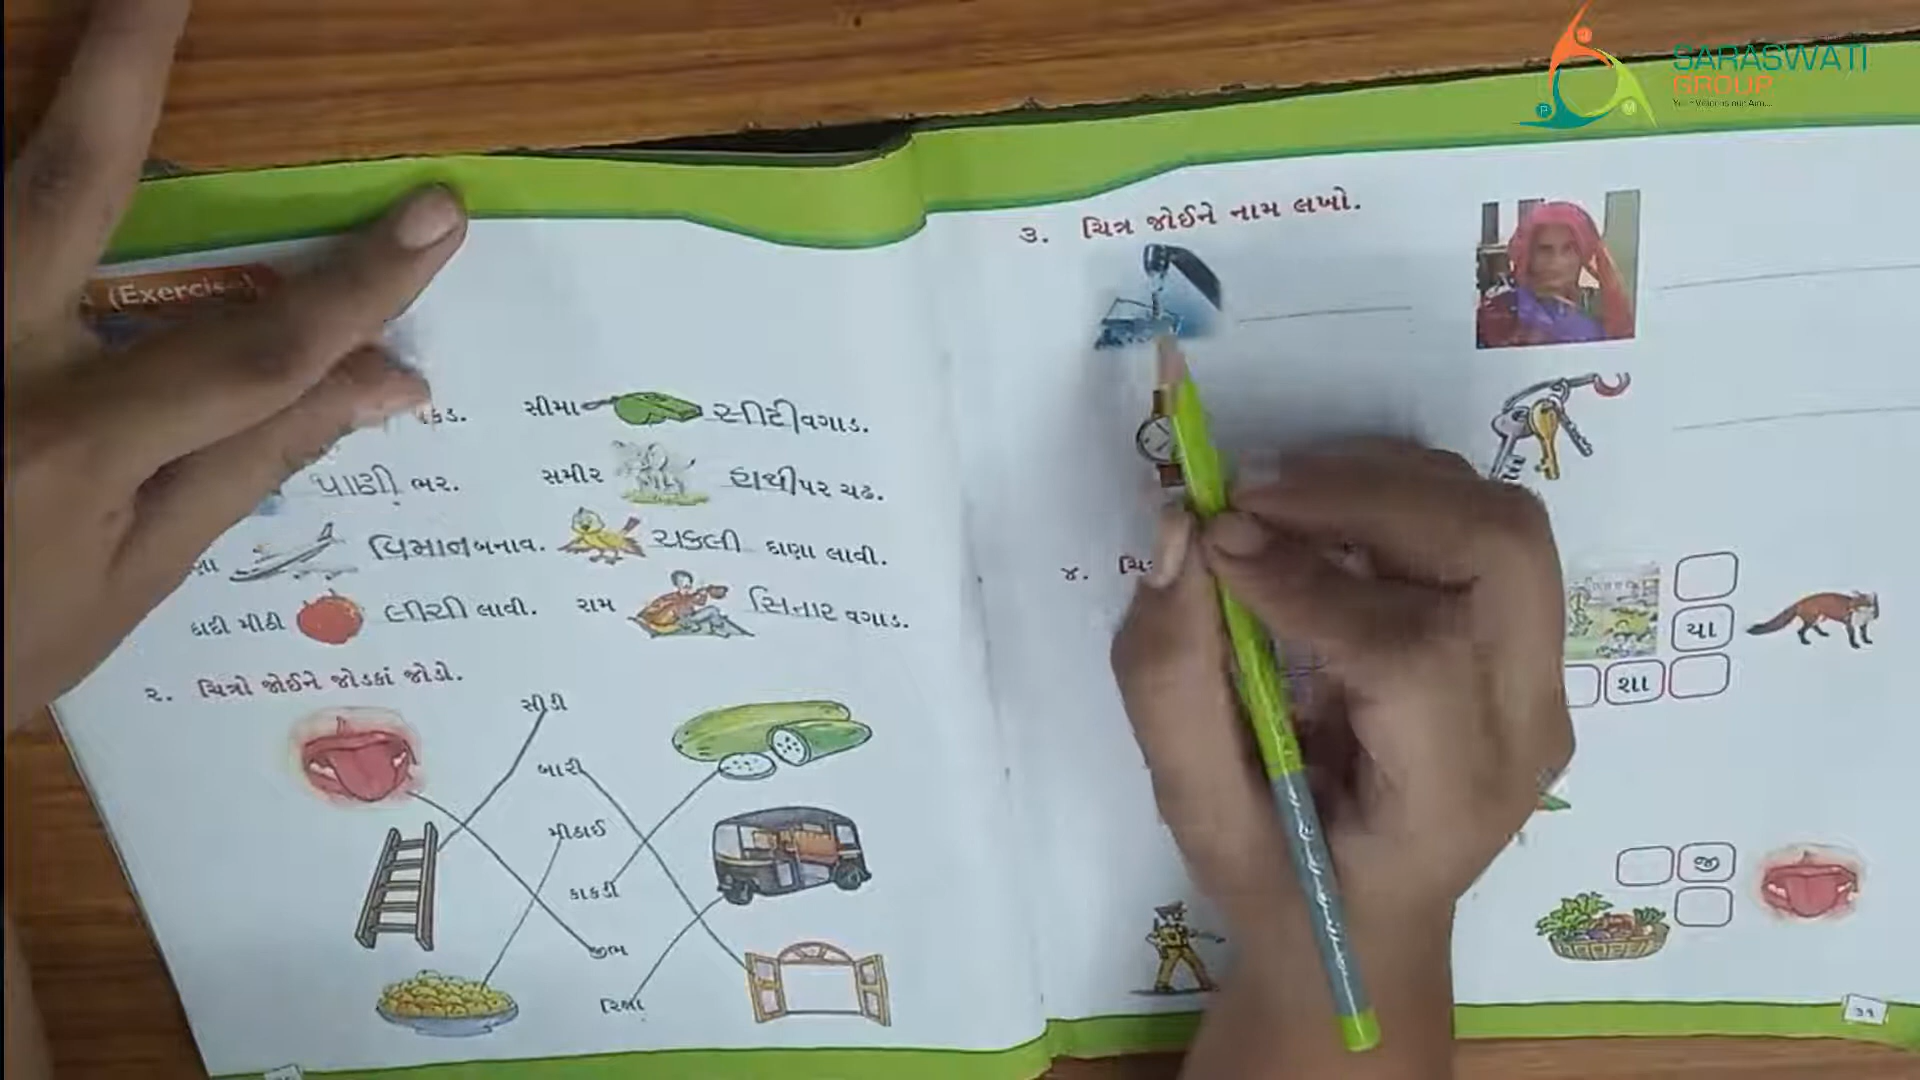 SARASWATI
GROUP
(Exercise)
સીમા સીટી વગાડ.
પાણી ભર.
સમીર હાથી પર ચઢ.
વિમાન બનાવ.
ચકલી દાણા લાવી.
દાદી મીઠી લીચી લાવી.
રામ સિતાર વગાડ.
૨. ચિત્રો જોઈને જોડકાં જોડો.
સીડી
બારી
મીઠાઈ
કાકડી
જીભ
રિક્ષા
૩. ચિત્ર જોઈને નામ લખો.
૪.
યા
શા
જી
૩૧